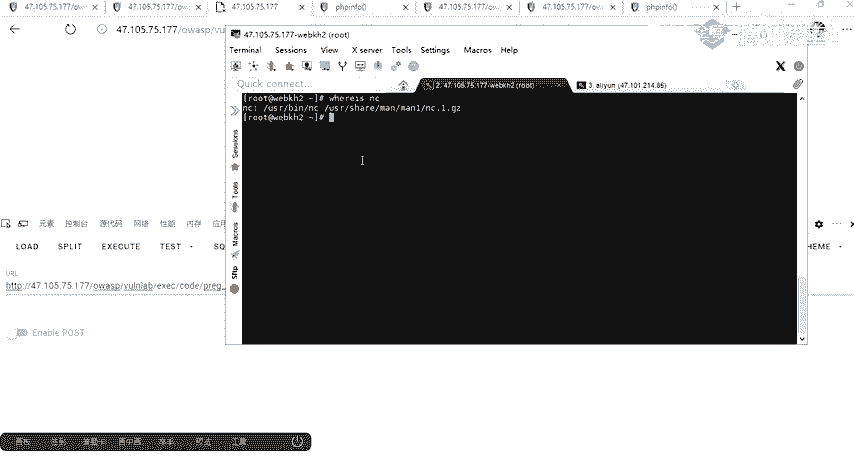 47.105.75.177/ow
47.105.75.177/owasp
47.105.75.177
phpinfo()
47.105.75.177/ow
47.105.75.177/ow
phpinfo()
47.105.75.177/owasp/vul
47.105.75.177-webkh2 (root)
Terminal Sessions View X server Tools Settings Macros Help
Quick connect...
2. 47.105.75.177-webkh2 (root)
3. aliyun (47.101.214.85)
[root@webkh2 ~]# whereis nc
nc: /usr/bin/nc /usr/share/man/man1/nc.1.gz
[root@webkh2 ~]#
Sessions
Tools
Macros
Sftp
元素 控制台 源代码 网络 性能 内存 应用
LOAD SPLIT EXECUTE TEST SQ
HEME
URL
http://47.105.75.177/owasp/vulnlab/exec/code/preg_
Enable POST
工具